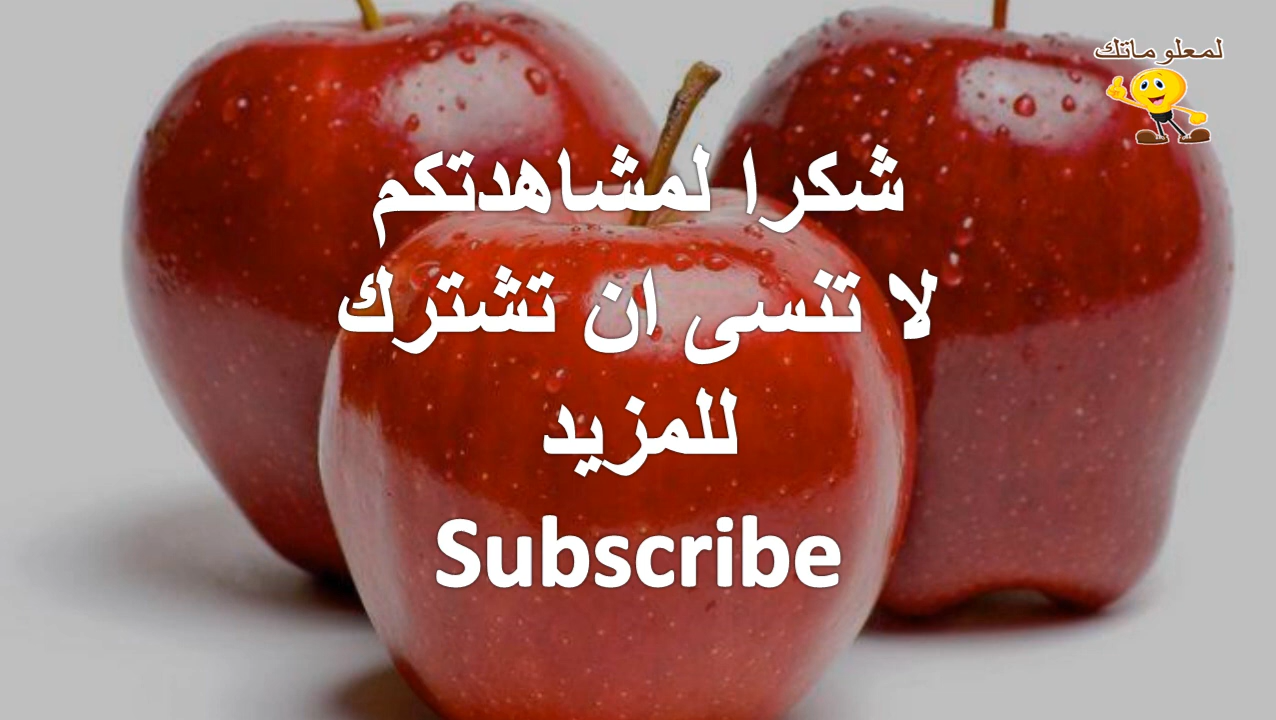 لمعلوماتك
شكرا لمشاهدتكم
لا تنسى ان تشترك
للمزيد
Subscribe